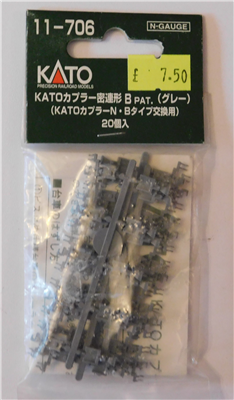 11-706
N-GAUGE
KATO
PRECISION RAILROAD MODELS
£ 7.50
KATOカプラー密連形 B PAT.(グレー)
(KATOカプラーN・Bタイプ交換用)
20個入